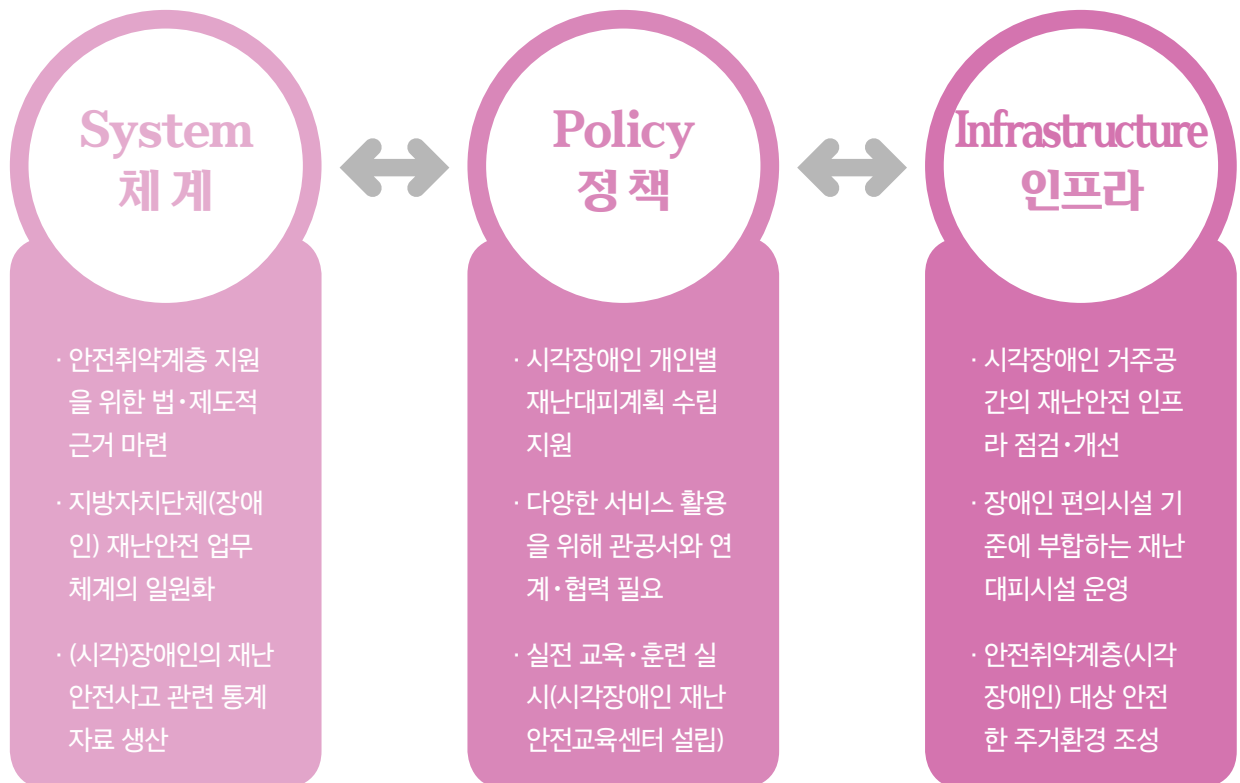 System
체계
· 안전취약계층 지원
을 위한 법·제도적
근거 마련
· 지방자치단체(장애
인) 재난안전 업무
체계의 일원화
· (시각)장애인의 재난
안전사고 관련 통계
자료 생산
Policy
정책
· 시각장애인 개인별
재난대피계획 수립
지원
· 다양한 서비스 활용
을 위해 관공서와 연
계·협력 필요
· 실전 교육·훈련 실
시(시각장애인 재난
안전교육센터 설립)
Infrastructure
인프라
· 시각장애인 거주공
간의 재난안전 인프
라 점검·개선
· 장애인 편의시설 기
준에 부합하는 재난
대피시설 운영
· 안전취약계층(시각
장애인) 대상 안전
한 주거환경 조성